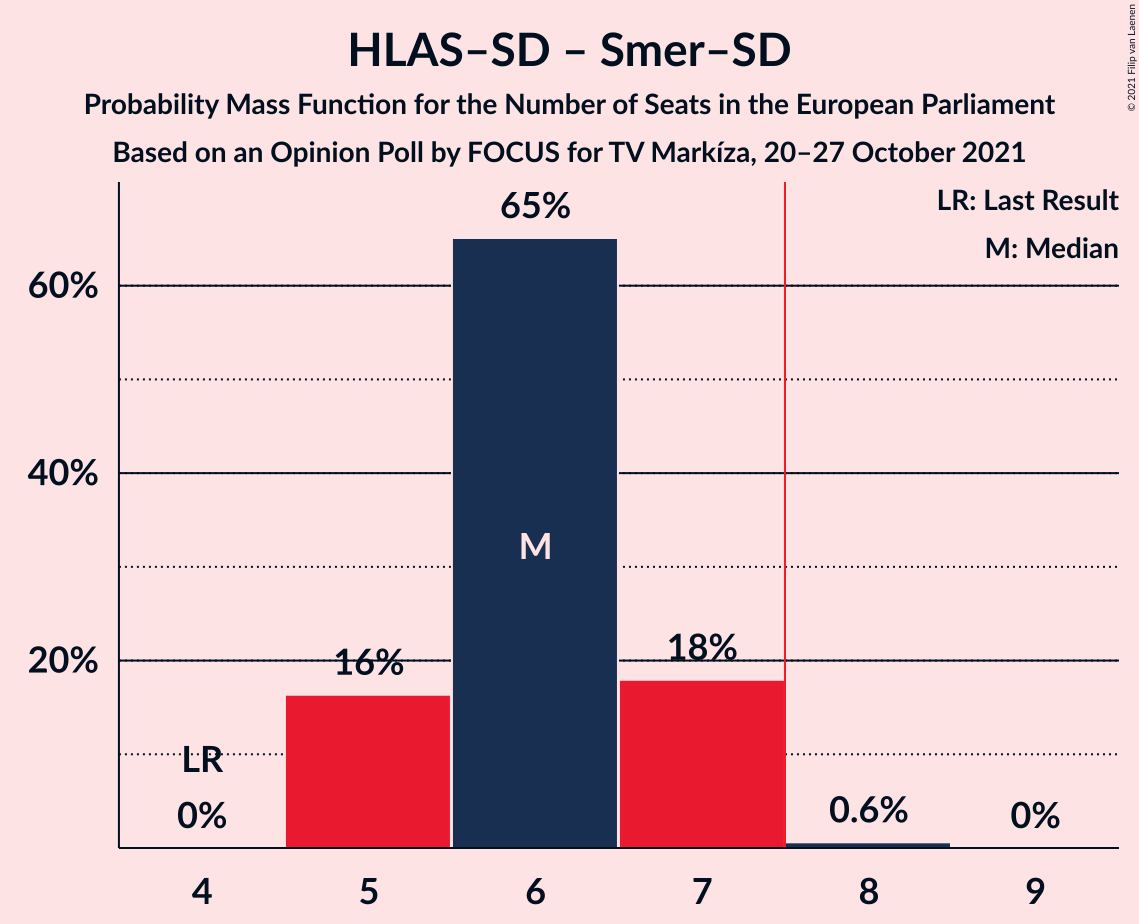 HLAS–SD – Smer–SD
Probability Mass Function for the Number of Seats in the European Parliament
Based on an Opinion Poll by FOCUS for TV Markíza, 20–27 October 2021
© 2021 Filip van Laenen
LR: Last Result
M: Median
65%
60%
40%
M
20%
16%
18%
LR
0%
0.6%
0%
4 5 6 7 8 9